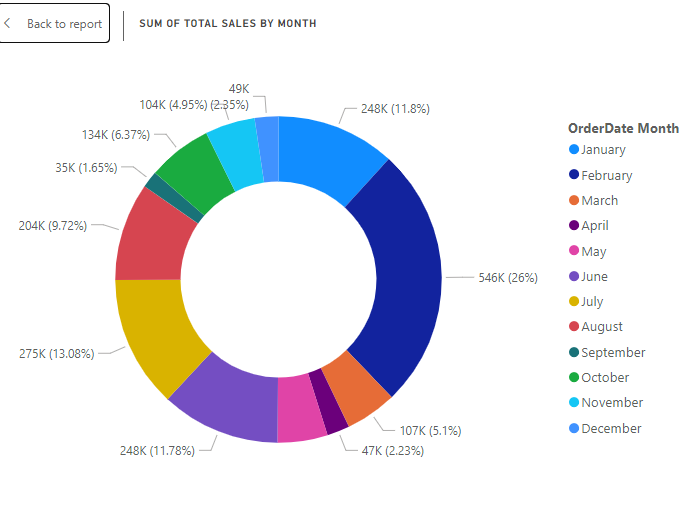 Back to report
SUM OF TOTAL SALES BY MONTH
49K
(2.35%)
104K (4.95%)
248K (11.8%)
134K (6.37%)
35K (1.65%)
204K (9.72%)
546K (26%)
275K (13.08%)
107K (5.1%)
248K (11.78%)
47K (2.23%)
OrderDate Month
January
February
March
April
May
June
July
August
September
October
November
December